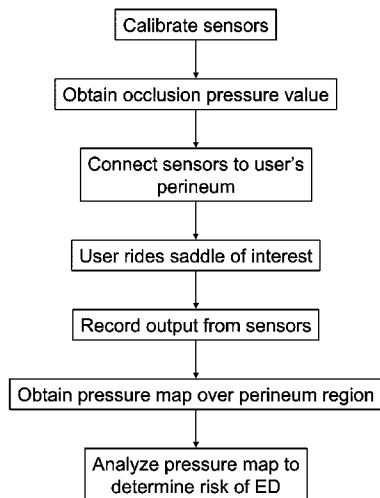 Calibrate sensors
Obtain occlusion pressure value
Connect sensors to user's
perineum
User rides saddle of interest
Record output from sensors
Obtain pressure map over perineum region
Analyze pressure map to
determine risk of ED